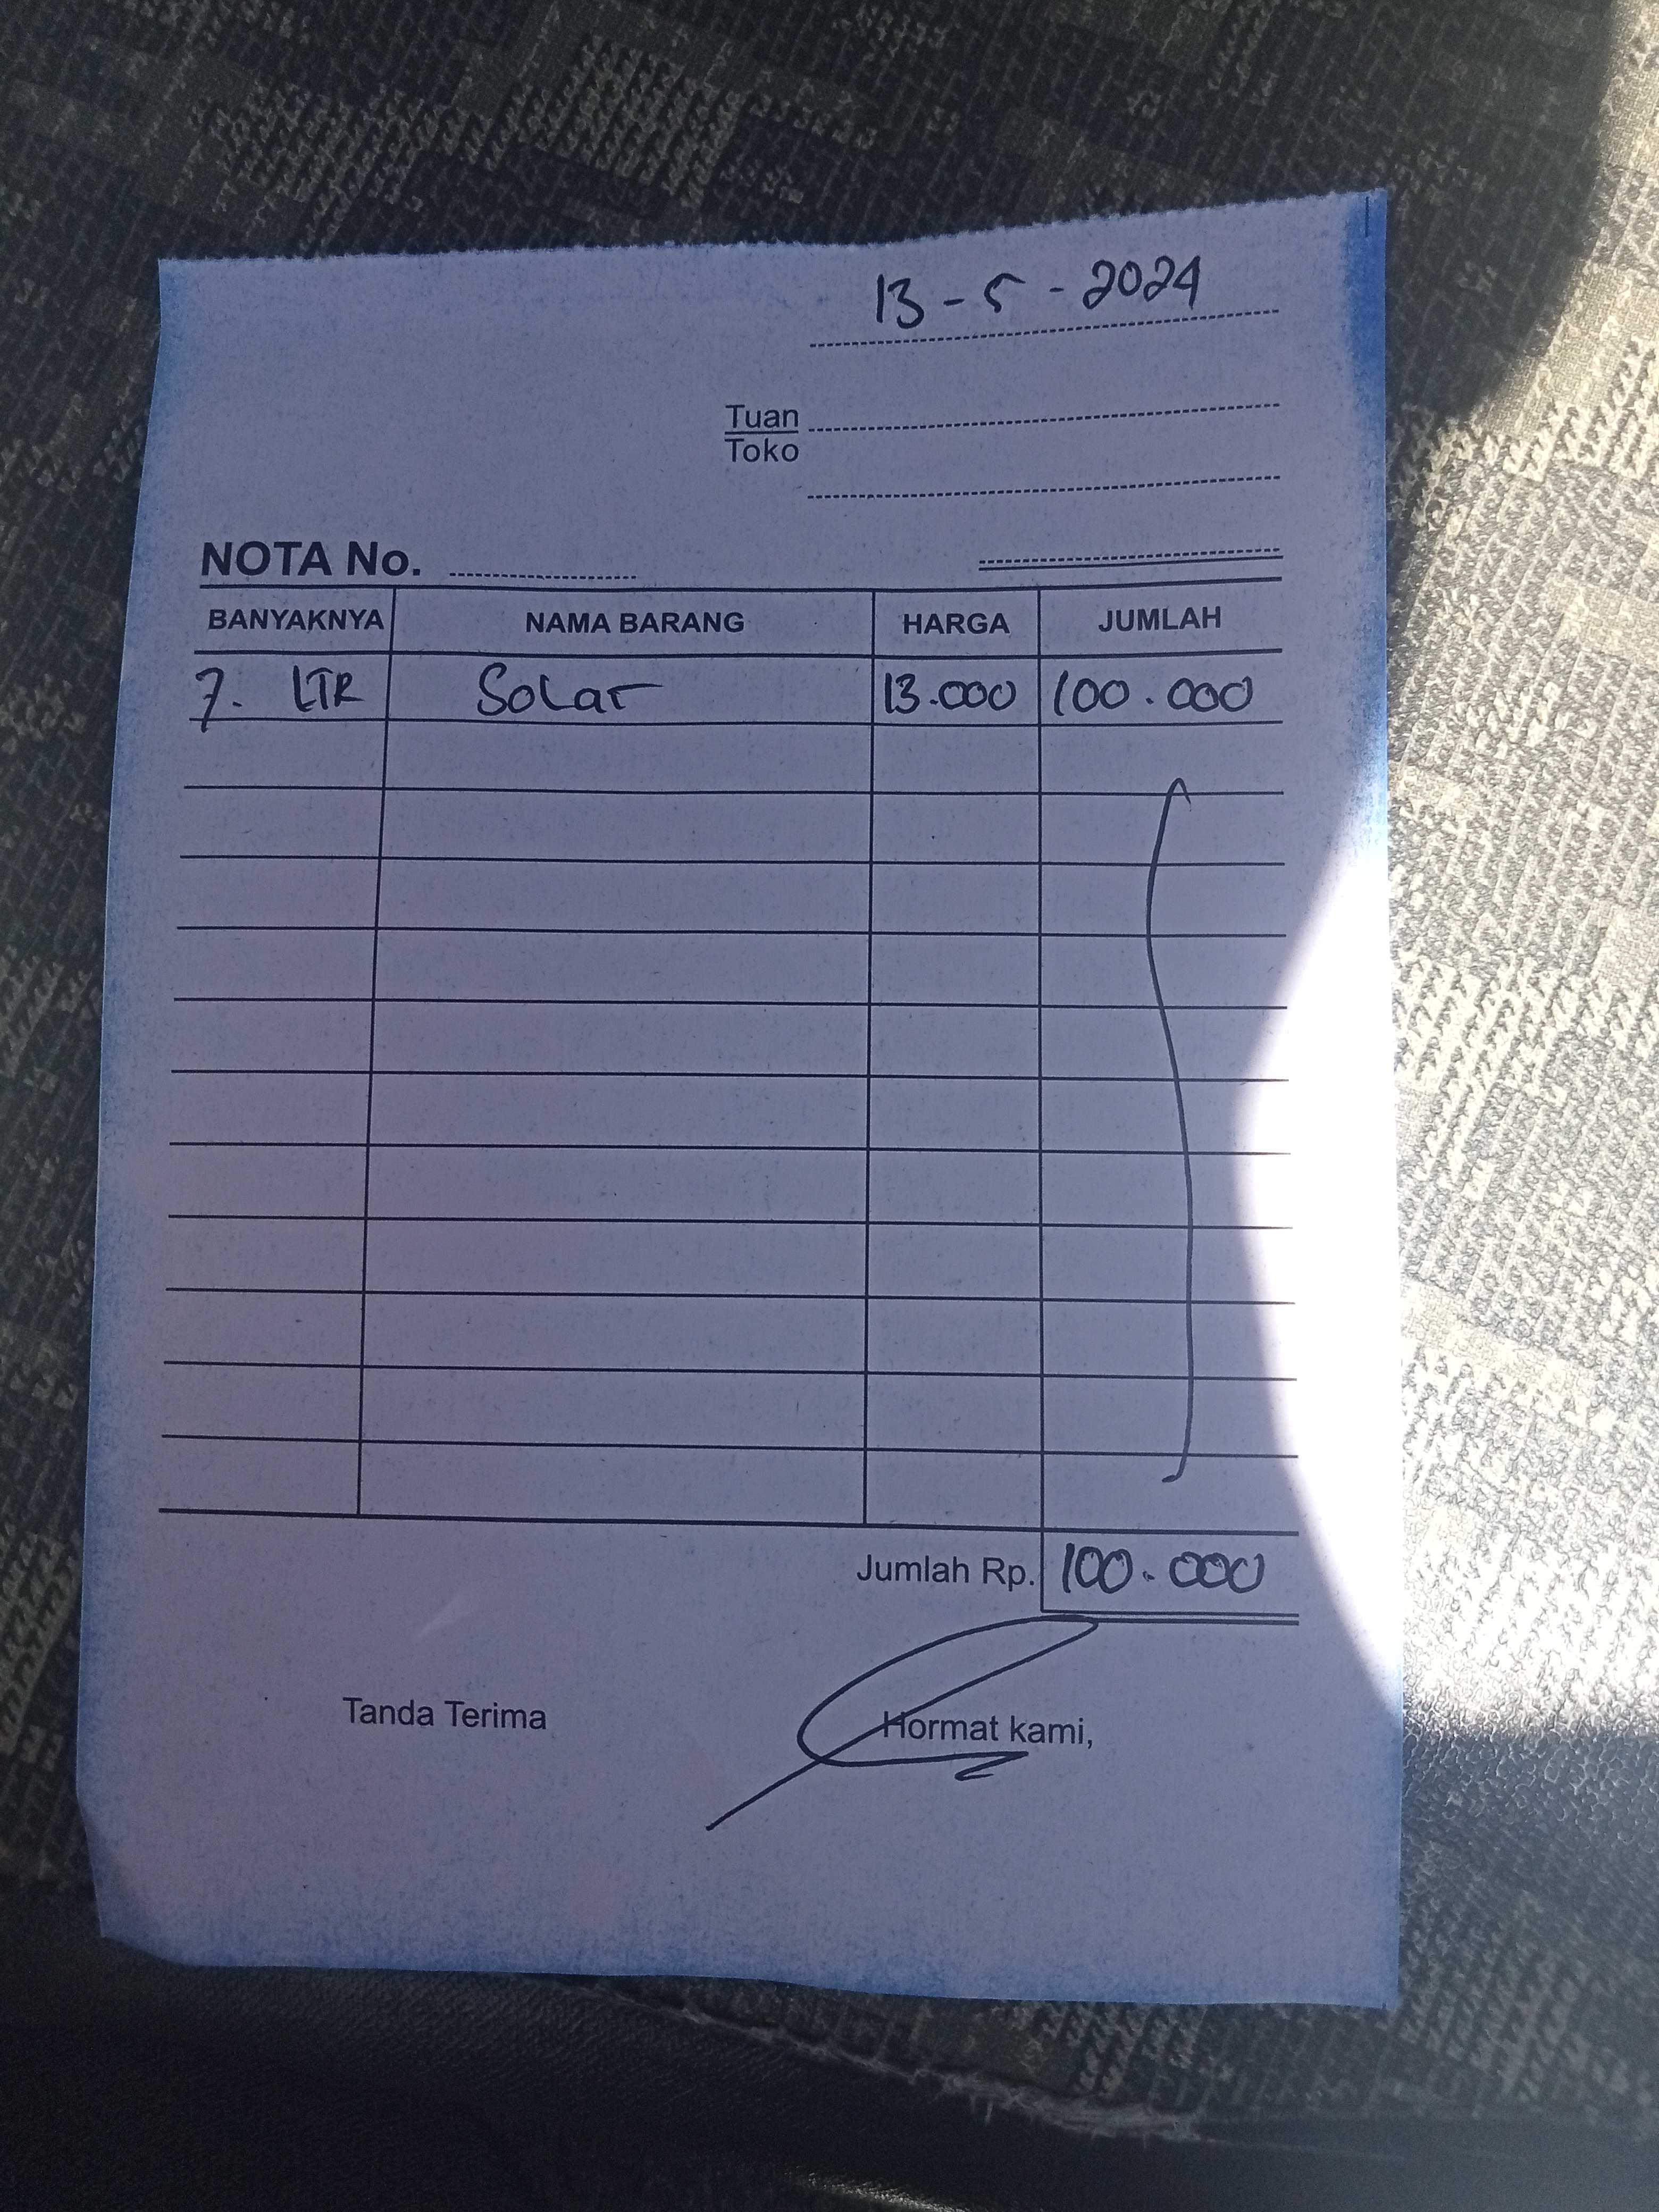 13 - 5 - 2024
Tuan
Toko
NOTA No.
BANYAKNYA NAMA BARANG HARGA JUMLAH
7. LTR Solar 13.000 100.000
Jumlah Rp. 100.000
Tanda Terima Hormat kami,